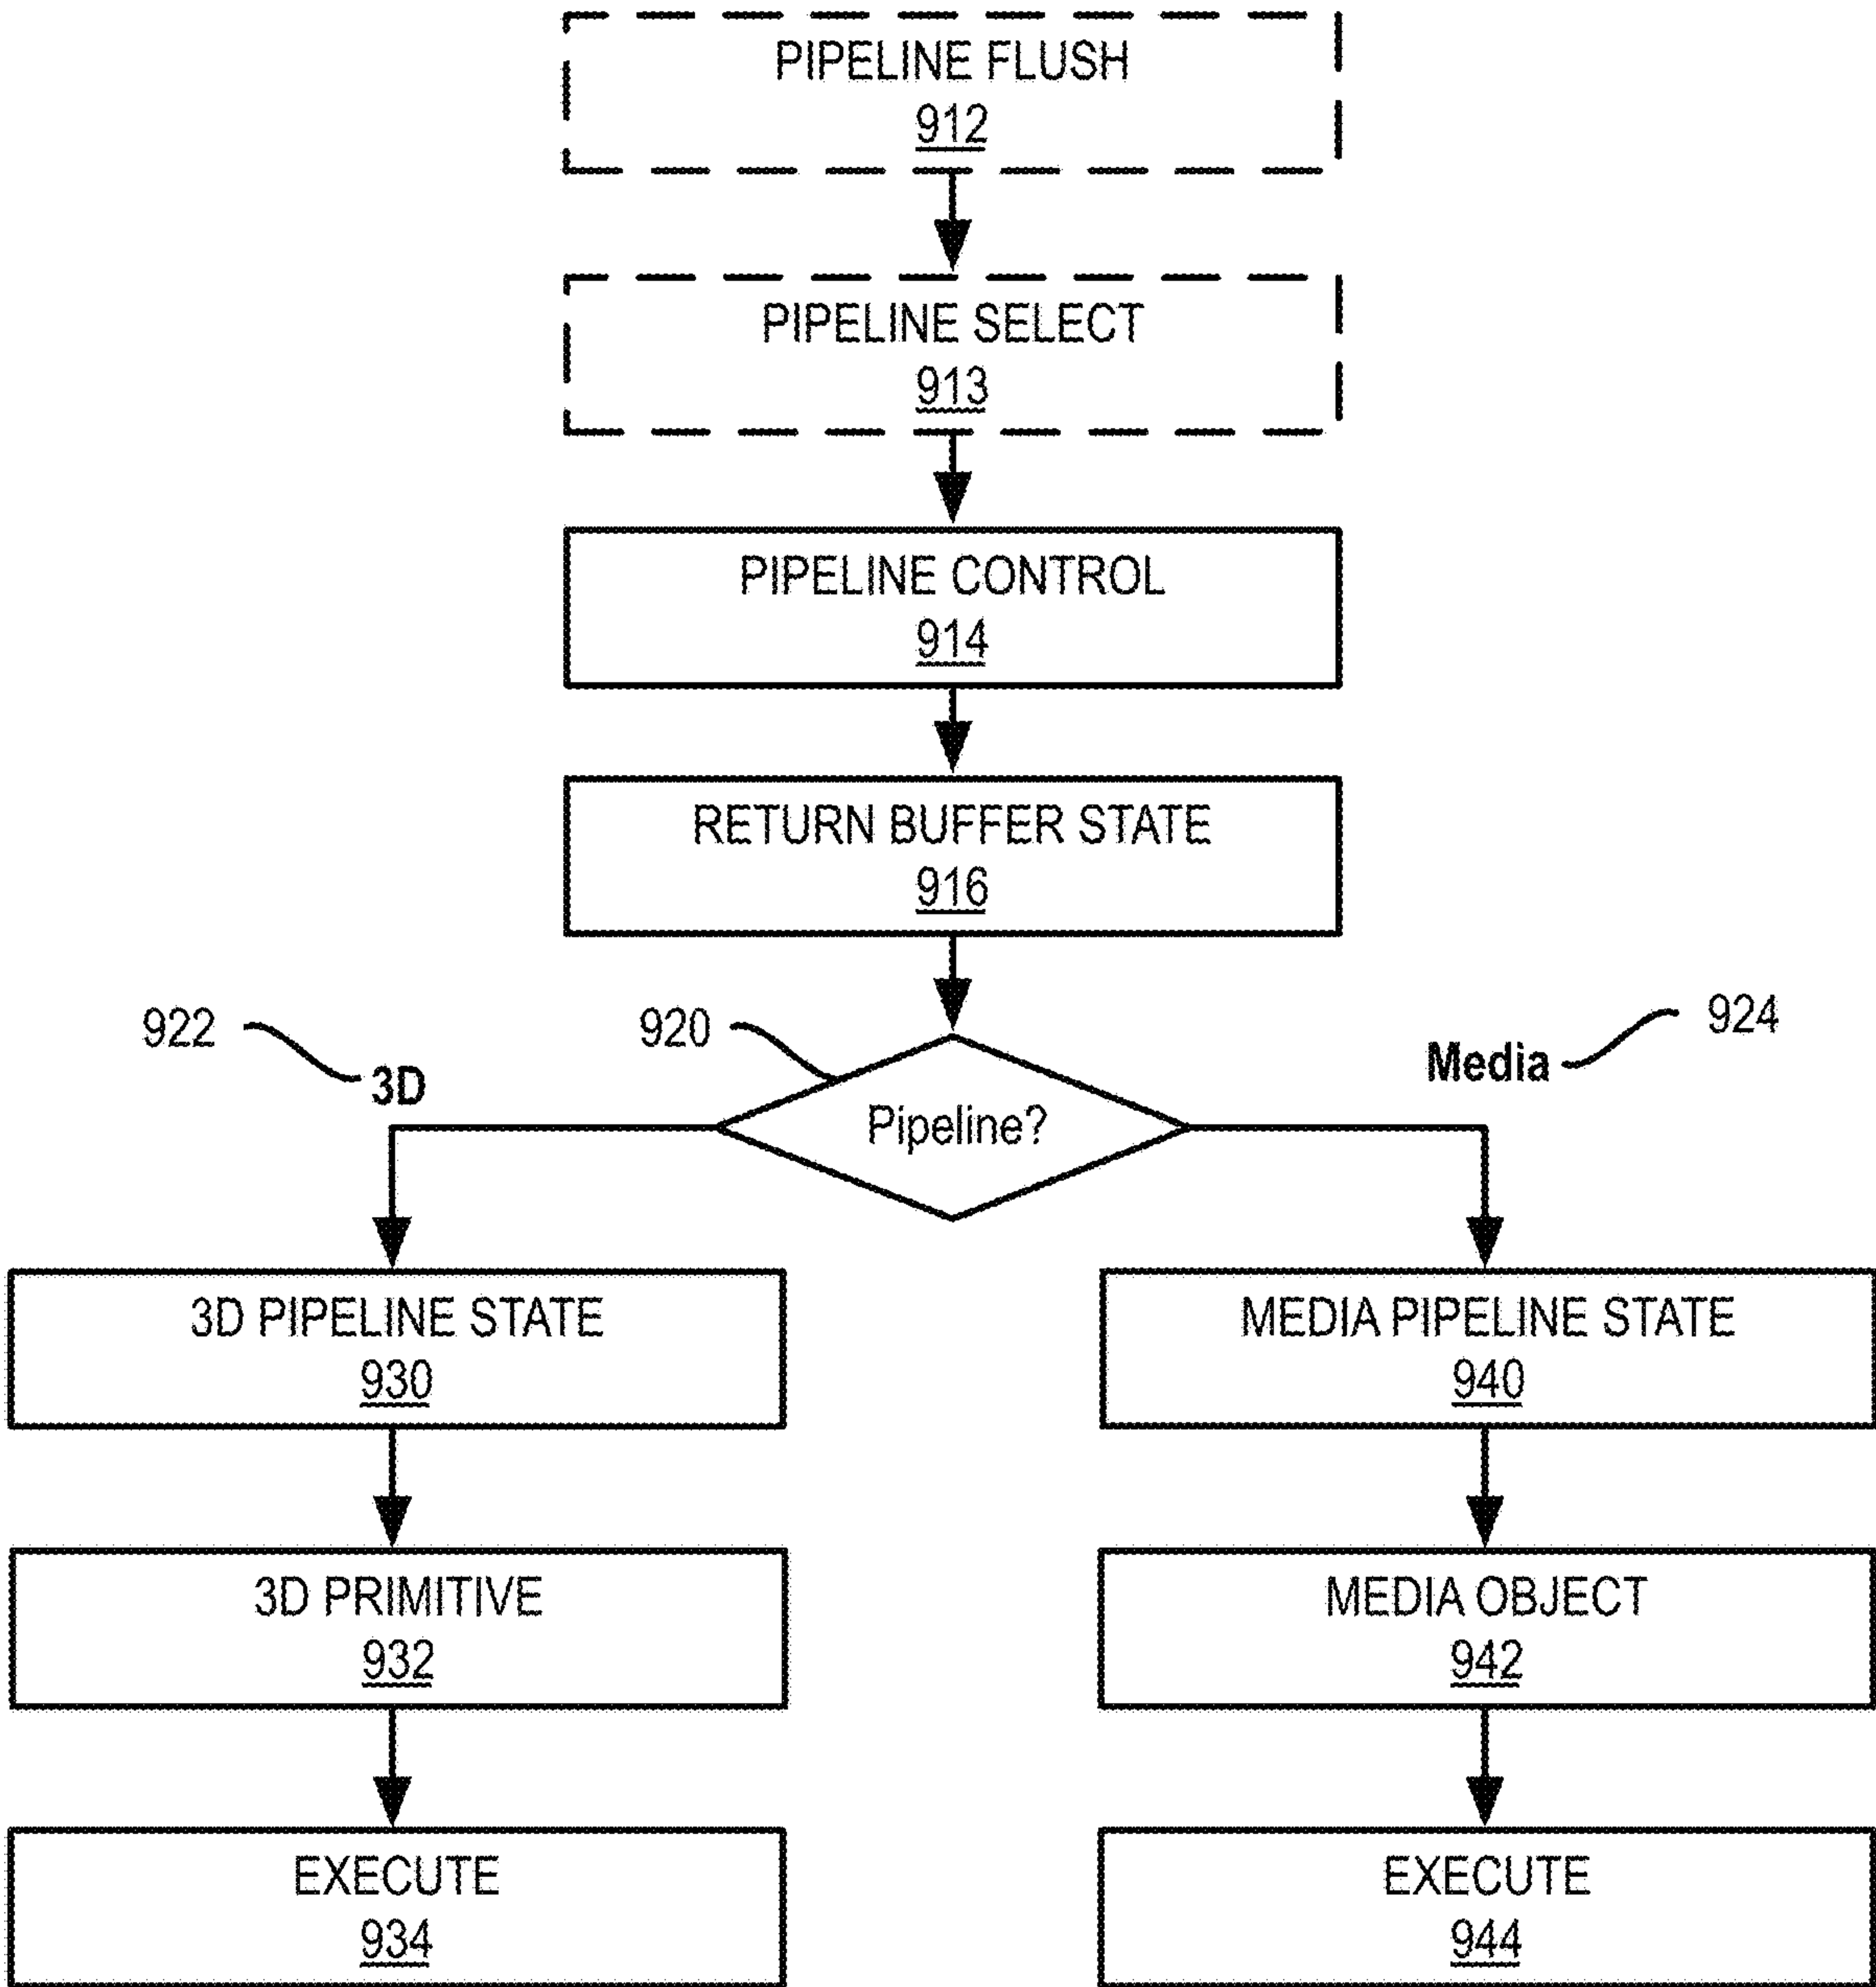 PIPELINE FLUSH
912
PIPELINE SELECT
913
PIPELINE CONTROL
914
RETURN BUFFER STATE
916
922
3D
920
924
Media
Pipeline?
3D PIPELINE STATE
930
MEDIA PIPELINE STATE
940
3D PRIMITIVE
932
MEDIA OBJECT
942
EXECUTE
934
EXECUTE
944